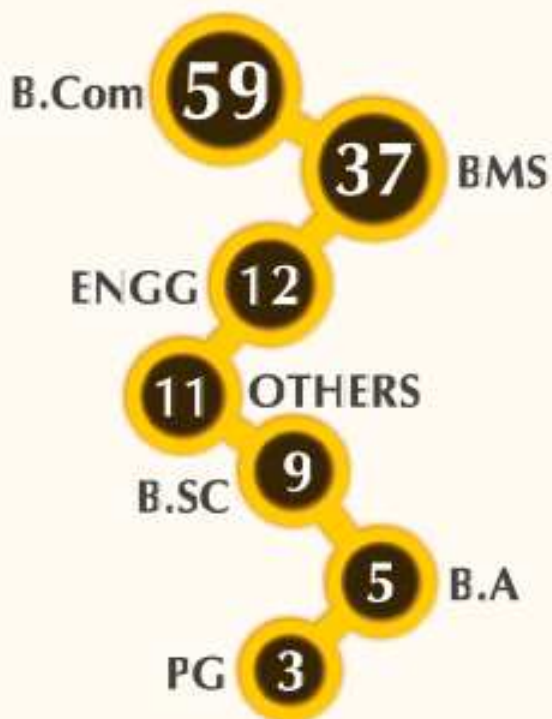 B.Com 59
37 BMS
ENGG 12
11 OTHERS
B.SC 9
5 B.A
PG 3